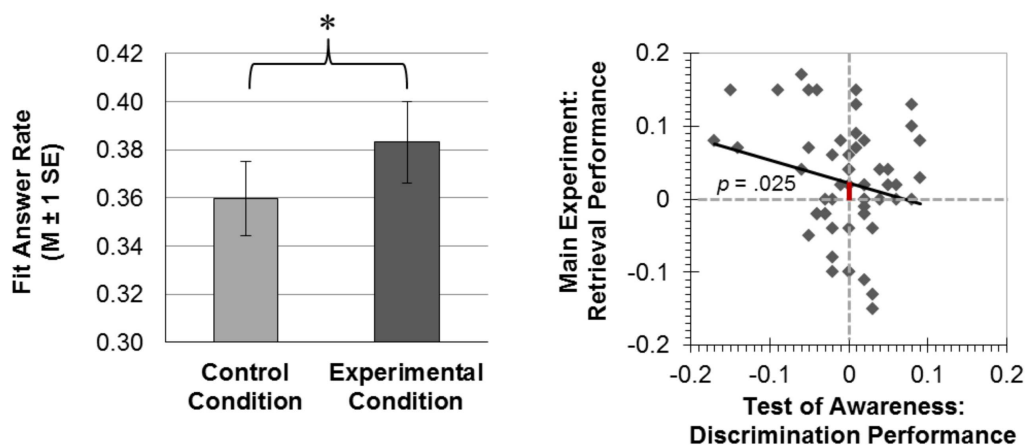 *
0.42
0.40
0.38
0.36
0.34
0.32
0.30
Fit Answer Rate
(M ± 1 SE)
Control
Condition
Experimental
Condition
0.2
0.1
0
-0.1
-0.2
Main Experiment:
Retrieval Performance
p = .025
-0.2
-0.1
0
0.1
0.2
Test of Awareness:
Discrimination Performance